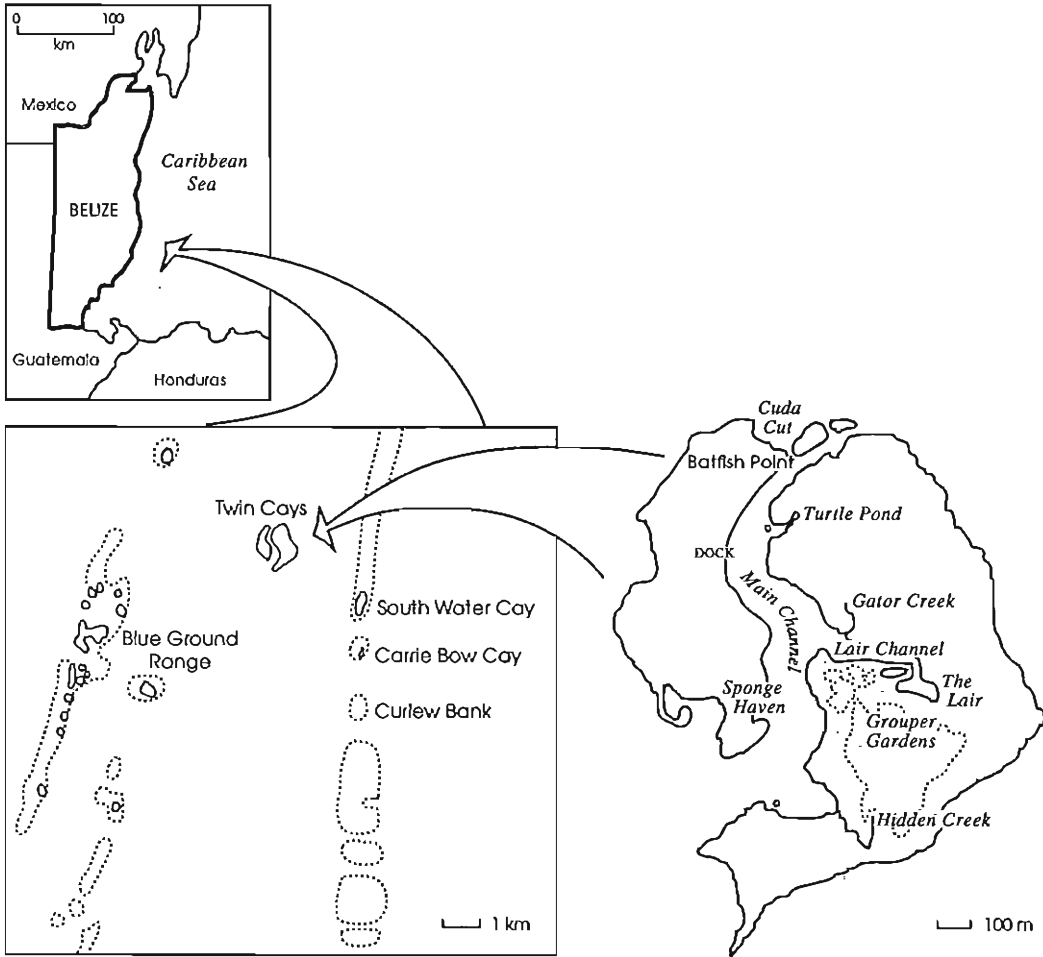 0 100
km
Mexico
Caribbean
Sea
BELIZE
Guatemala
Honduras
Twin Cays
South Water Cay
Blue Ground
Range
Carrie Bow Cay
Curlew Bank
1 km
Cuda
Cut
Batfish Point
Turtle Pond
DOCK
Main Channel
Gator Creek
Lair Channel
The
Lair
Sponge
Haven
Grouper
Gardens
Hidden Creek
100 m